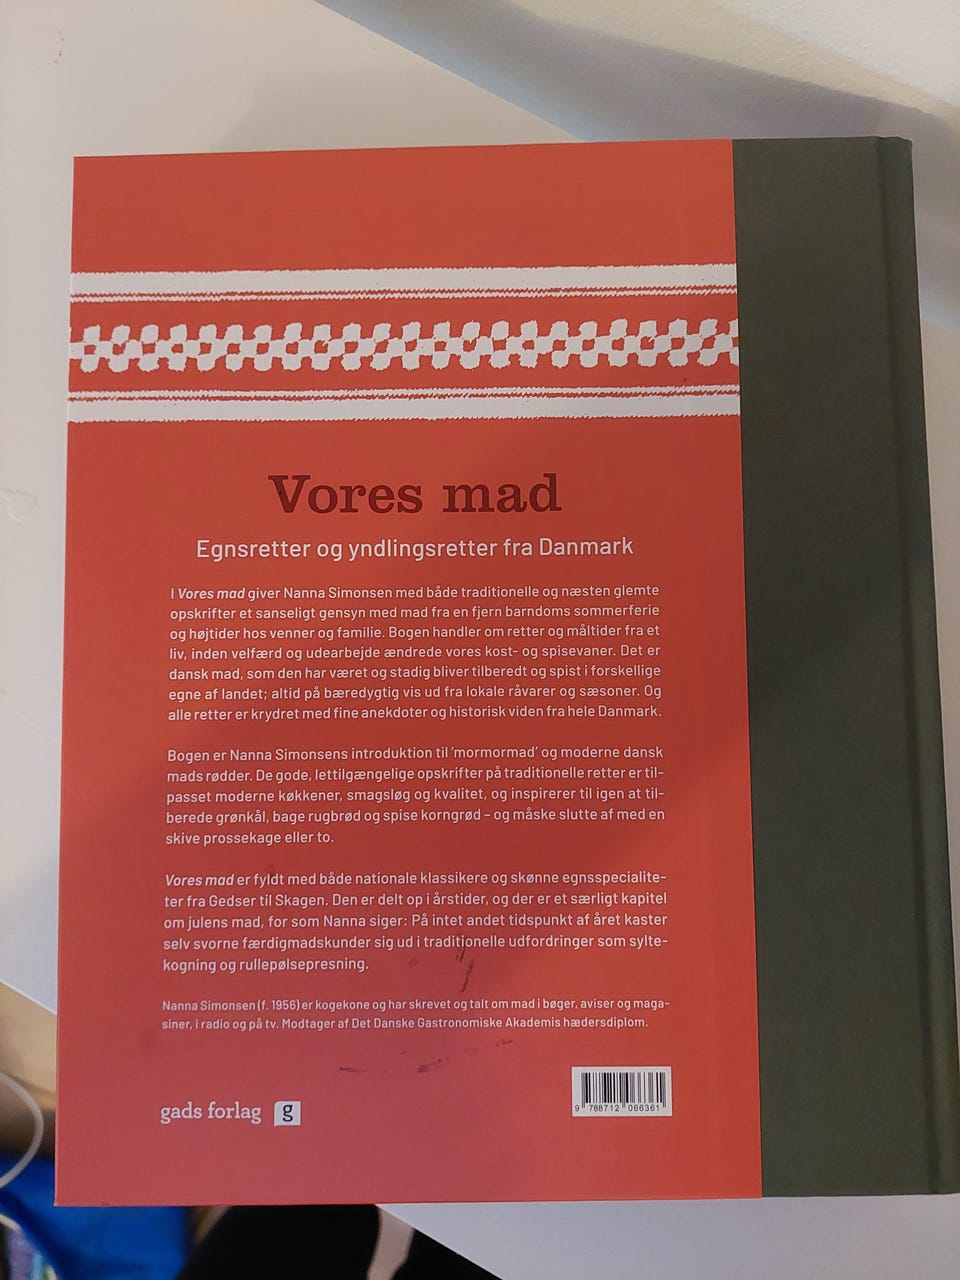 Vores mad
Egnsretter og yndlingsretter fra Danmark
I Vores mad giver Nanna Simonsen med både traditionelle og næsten glemte
opskrifter et sanseligt gensyn med mad fra en fjern barndoms sommerferie
og højtider hos venner og familie. Bogen handler om retter og måltider fra et
liv, inden velfærd og udearbejde ændrede vores kost- og spisevaner. Det er
dansk mad, som den har været og stadig bliver tilberedt og spist i forskellige
egne af landet; altid på bæredygtig vis ud fra lokale råvarer og sæsoner. Og
alle retter er krydret med fine anekdoter og historisk viden fra hele Danmark.
Bogen er Nanna Simonsens introduktion til 'mormormad' og moderne dansk
mads rødder. De gode, lettilgængelige opskrifter på traditionelle retter er til-
passet moderne køkkener, smagsløg og kvalitet, og inspirerer til igen at til-
berede grønkål, bage rugbrød og spise korngrød – og måske slutte af med en
skive prossekage eller to.
Vores mad er fyldt med både nationale klassikere og skønne egnsspecialite-
ter fra Gedser til Skagen. Den er delt op i årstider, og der er et særligt kapitel
om julens mad, for som Nanna siger: På intet andet tidspunkt af året kaster
selv svorne færdigmadskunder sig ud i traditionelle udfordringer som sylte-
kogning og rullepølsepresning.
Nanna Simonsen (f. 1956) er kogekone og har skrevet og talt om mad i bøger, aviser og maga-
siner, i radio og på tv. Modtager af Det Danske Gastronomiske Akademis hædersdiplom.
gads forlag g
9 788712 066361